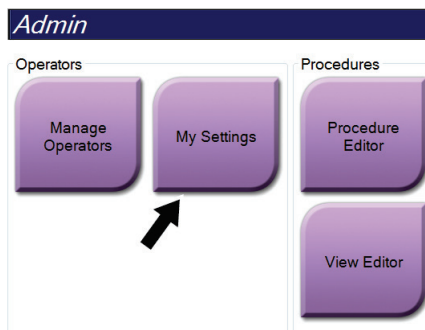 Admin
Operators
Manage
Operators
My Settings
Procedures
Procedure
Editor
View Editor